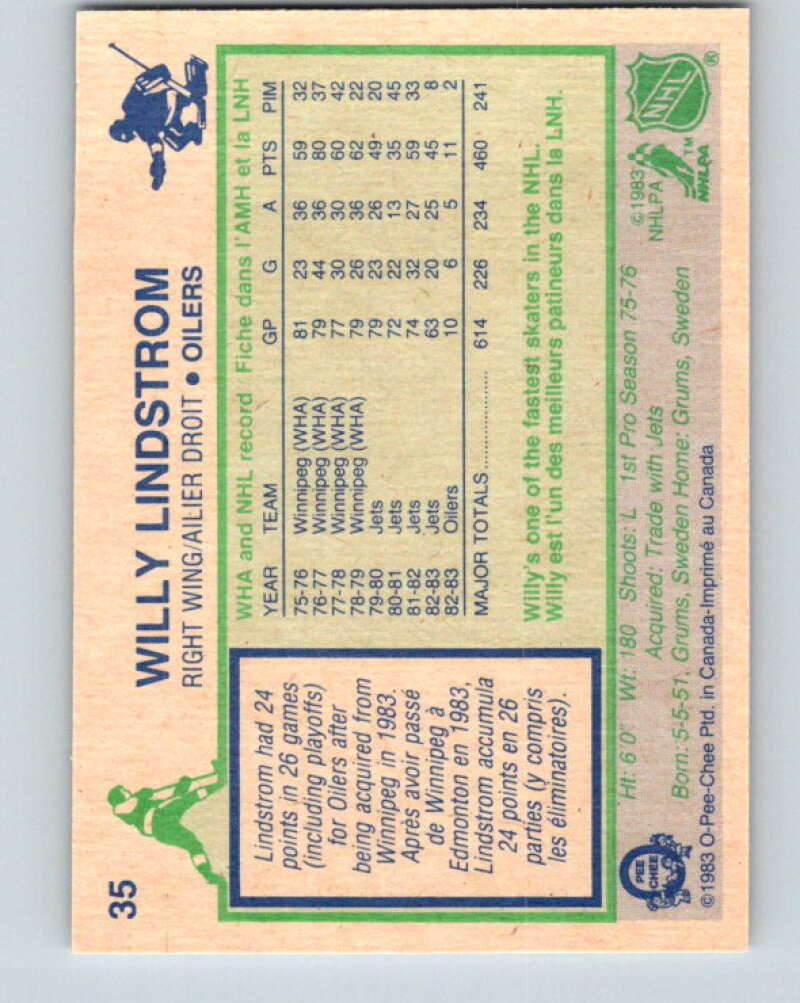 35
WILLY LINDSTROM
RIGHT WING/AILIER DROIT • OILERS
Lindstrom had 24
points in 26 games
(including playoffs)
for Oilers after
being acquired from
Winnipeg in 1983.
Après avoir passé
de Winnipeg à
Edmonton en 1983,
Lindstrom accumula
24 points en 26
parties (y compris
les éliminatoires).
WHA and NHL record Fiche dans l'AMH et la LNH
YEAR TEAM GP G A PTS PIM
75-76 Winnipeg (WHA) 81 23 36 59 32
76-77 Winnipeg (WHA) 79 44 36 80 37
77-78 Winnipeg (WHA) 77 30 30 60 42
78-79 Winnipeg (WHA) 79 26 36 62 22
79-80 Jets 79 23 26 49 20
80-81 Jets 72 22 13 35 45
81-82 Jets 74 32 27 59 33
82-83 Jets 63 20 25 45 8
82-83 Oilers 10 6 5 11 2
MAJOR TOTALS.............. 614 226 234 460 241
Willy's one of the fastest skaters in the NHL.
Willy est l'un des meilleurs patineurs dans la LNH.
Ht: 6'0" Wt: 180 Shoots: L 1st Pro Season 75-76
Acquired: Trade with Jets
Born: 5-5-51, Grums, Sweden Home: Grums, Sweden
©1983 O-Pee-Chee Ptd. in Canada-Imprimé au Canada
O
PEE
CHEE
©1983
NHLPA
TM
NHLPA
NHL
®